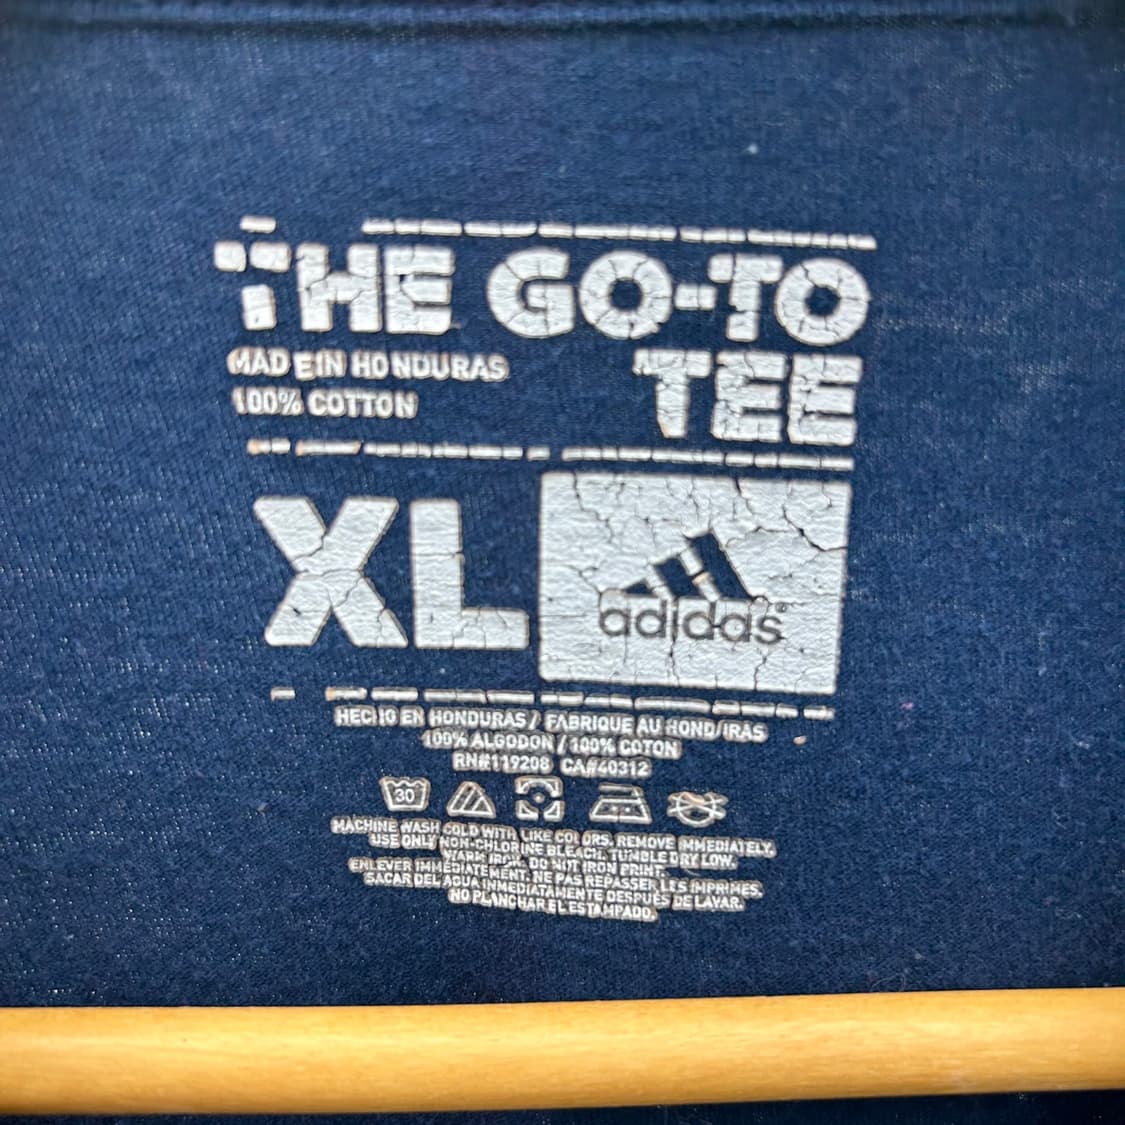 THE GO-TO
TEE
MADE IN HONDURAS
100% COTTON
XL
adidas®
HECHO EN HONDURAS / FABRIQUE AU HONDURAS
100% ALGODON / 100% COTON
RN#119208 CA#40312
30
MACHINE WASH COLD WITH LIKE COLORS. REMOVE IMMEDIATELY.
USE ONLY NON-CHLORINE BLEACH. TUMBLE DRY LOW.
WARM IRON. DO NOT IRON PRINT.
ENLEVER IMMEDIATEMENT. NE PAS REPASSER LES IMPRIMES.
SACAR DEL AGUA INMEDIATAMENTE DESPUÉS DE LAVAR.
NO PLANCHAR EL ESTAMPADO.